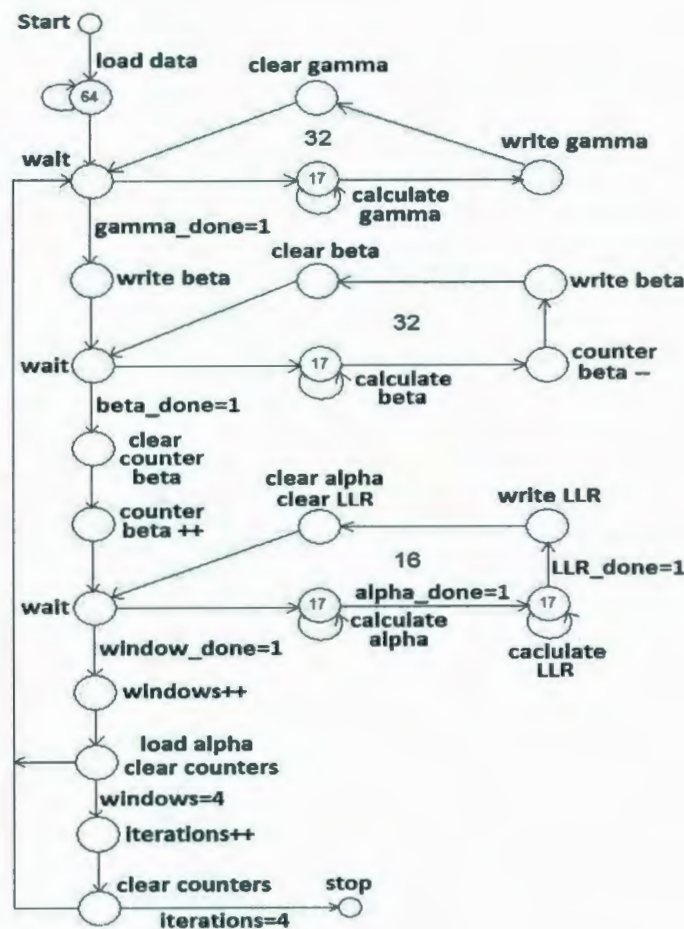 Start
load data
64
clear gamma
32
write gamma
wait
17
calculate
gamma
gamma_done=1
clear beta
write beta
write beta
32
wait
17
calculate
beta
counter
beta --
beta_done=1
clear
counter
beta
clear alpha
clear LLR
write LLR
counter
beta ++
16
LLR_done=1
wait
17
alpha_done=1
17
calculate
alpha
caclulate
LLR
window_done=1
windows++
load alpha
clear counters
windows=4
iterations++
clear counters
stop
iterations=4